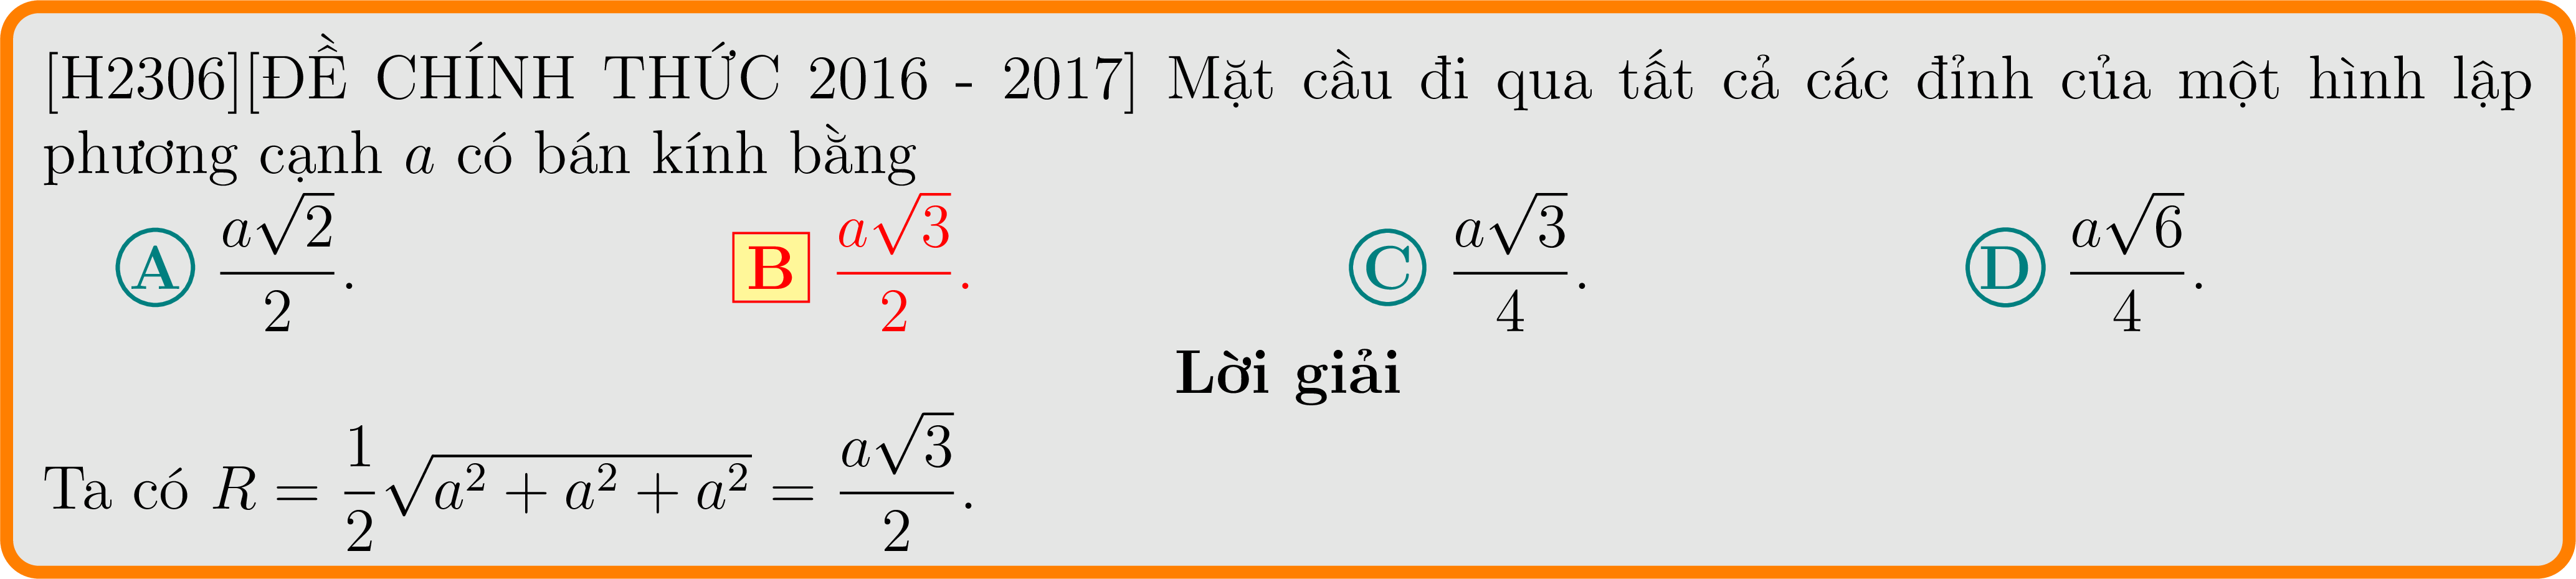 [H2306][ĐỀ CHÍNH THỨC 2016 - 2017] Mặt cầu đi qua tất cả các đỉnh của một hình lập
phương cạnh $a$ có bán kính bằng
A $\frac{a\sqrt{2}}{2}$. B $\frac{a\sqrt{3}}{2}$. C $\frac{a\sqrt{3}}{4}$. D $\frac{a\sqrt{6}}{4}$.
Lời giải
Ta có $R = \frac{1}{2}\sqrt{a^2 + a^2 + a^2} = \frac{a\sqrt{3}}{2}$.